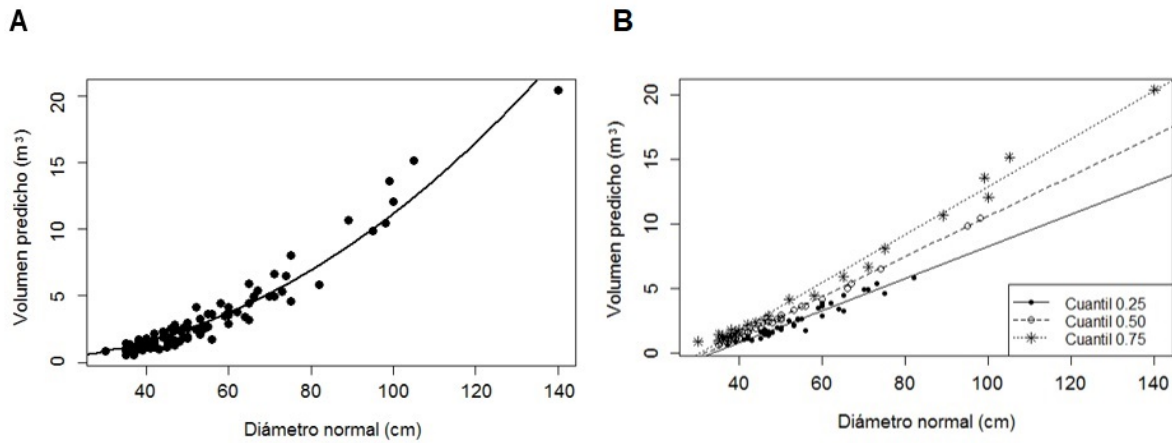 A
B
Volumen predicho (m³)
20
15
10
5
0
40
60
80
100
120
140
Diámetro normal (cm)
Volumen predicho (m³)
20
15
10
5
0
40
60
80
100
120
140
Diámetro normal (cm)
Cuantil 0.25
Cuantil 0.50
Cuantil 0.75